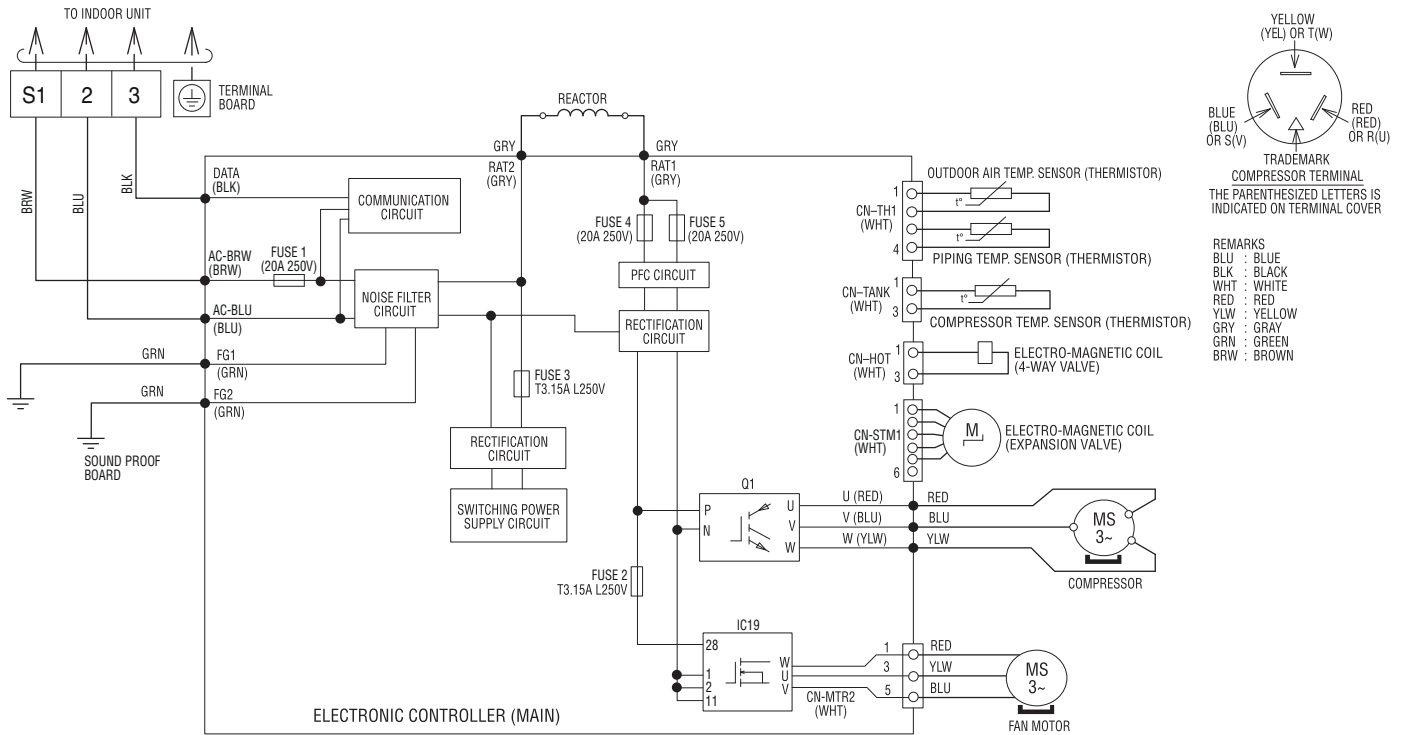 TO INDOOR UNIT
S1
2
3
TERMINAL
BOARD
BRW
BLU
BLK
DATA
(BLK)
COMMUNICATION
CIRCUIT
AC-BRW
(BRW)
FUSE 1
(20A 250V)
NOISE FILTER
CIRCUIT
AC-BLU
(BLU)
GRN
FG1
(GRN)
GRN
FG2
(GRN)
SOUND PROOF
BOARD
REACTOR
GRY
RAT2
(GRY)
GRY
RAT1
(GRY)
FUSE 4
(20A 250V)
FUSE 5
(20A 250V)
PFC CIRCUIT
RECTIFICATION
CIRCUIT
FUSE 3
T3.15A L250V
RECTIFICATION
CIRCUIT
SWITCHING POWER
SUPPLY CIRCUIT
FUSE 2
T3.15A L250V
Q1
P
N
U
V
W
U (RED)
V (BLU)
W (YLW)
RED
BLU
YLW
MS
3~
COMPRESSOR
IC19
28
1
2
11
W
U
V
CN-MTR2
(WHT)
1
3
5
RED
YLW
BLU
MS
3~
FAN MOTOR
ELECTRONIC CONTROLLER (MAIN)
OUTDOOR AIR TEMP. SENSOR (THERMISTOR)
1
CN–TH1
(WHT)
4
t°
t°
PIPING TEMP. SENSOR (THERMISTOR)
1
CN–TANK
(WHT)
3
t°
COMPRESSOR TEMP. SENSOR (THERMISTOR)
1
CN–HOT
(WHT)
3
ELECTRO-MAGNETIC COIL
(4-WAY VALVE)
1
CN-STM1
(WHT)
6
M
ELECTRO-MAGNETIC COIL
(EXPANSION VALVE)
YELLOW
(YEL) OR T(W)
BLUE
(BLU)
OR S(V)
RED
(RED)
OR R(U)
TRADEMARK
COMPRESSOR TERMINAL
THE PARENTHESIZED LETTERS IS
INDICATED ON TERMINAL COVER
REMARKS
BLU : BLUE
BLK : BLACK
WHT : WHITE
RED : RED
YLW : YELLOW
GRY : GRAY
GRN : GREEN
BRW : BROWN